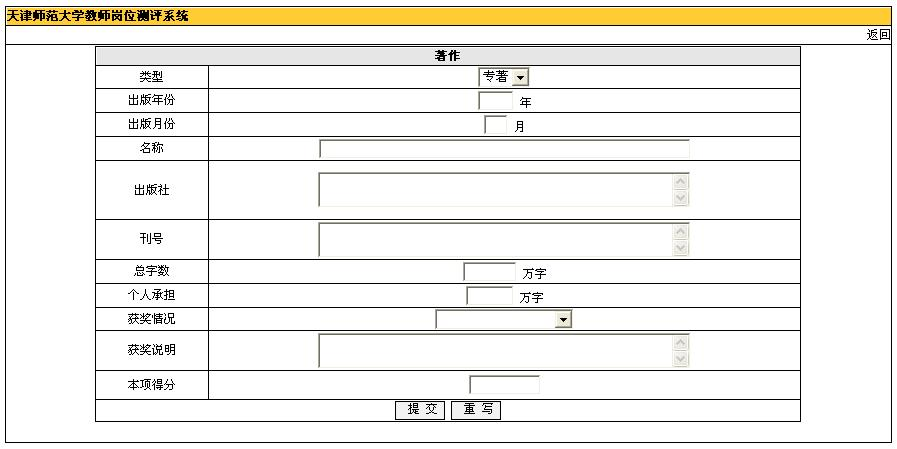 天津师范大学教师岗位测评系统
返回
著作
类型 专著
出版年份 年
出版月份 月
名称
出版社
刊号
总字数 万字
个人承担 万字
获奖情况
获奖说明
本项得分
提 交 重 写